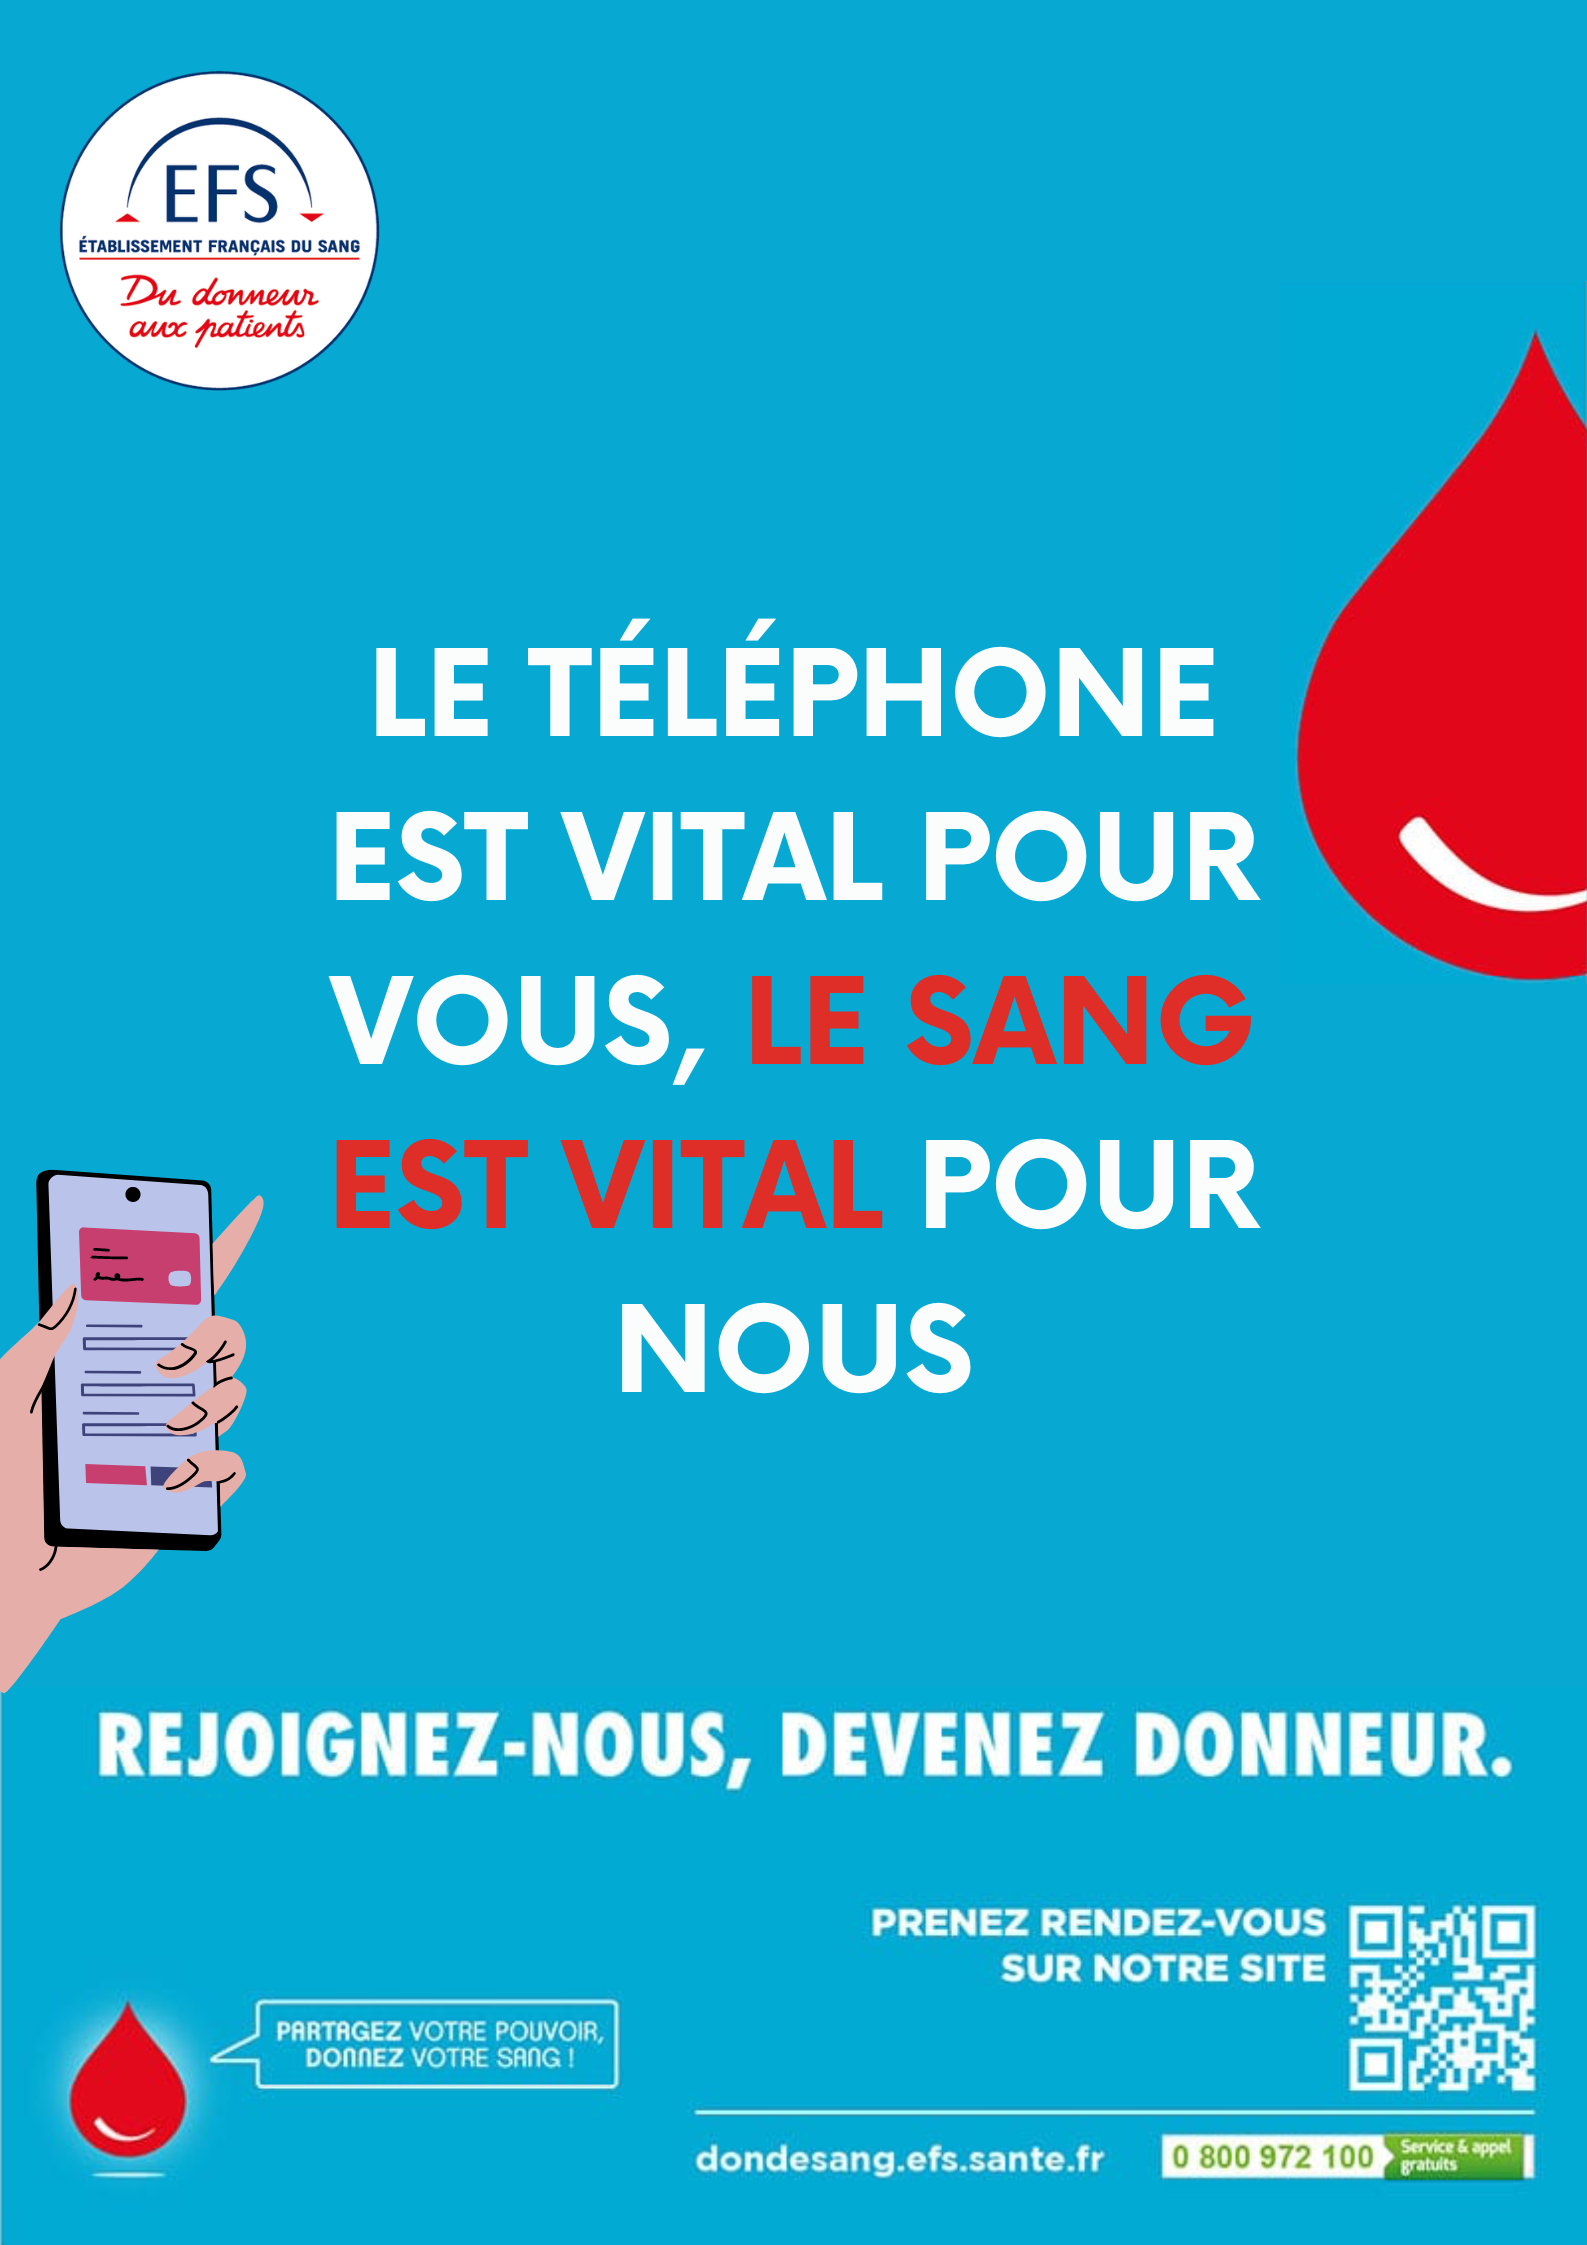 EFS
ÉTABLISSEMENT FRANÇAIS DU SANG
Du donneur
aux patients
LE TÉLÉPHONE
EST VITAL POUR
VOUS, LE SANG
EST VITAL POUR
NOUS
REJOIGNEZ-NOUS, DEVENEZ DONNEUR.
PRENEZ RENDEZ-VOUS
SUR NOTRE SITE
PARTAGEZ VOTRE POUVOIR,
DONNEZ VOTRE SANG !
dondesang.efs.sante.fr
0 800 972 100
Service & appel
gratuits